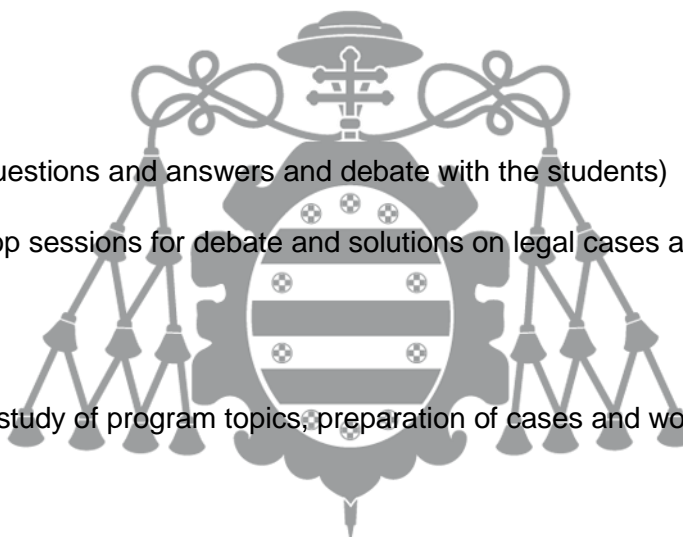 uestions and answers and debate with the students)
op sessions for debate and solutions on legal cases a
study of program topics, preparation of cases and wo